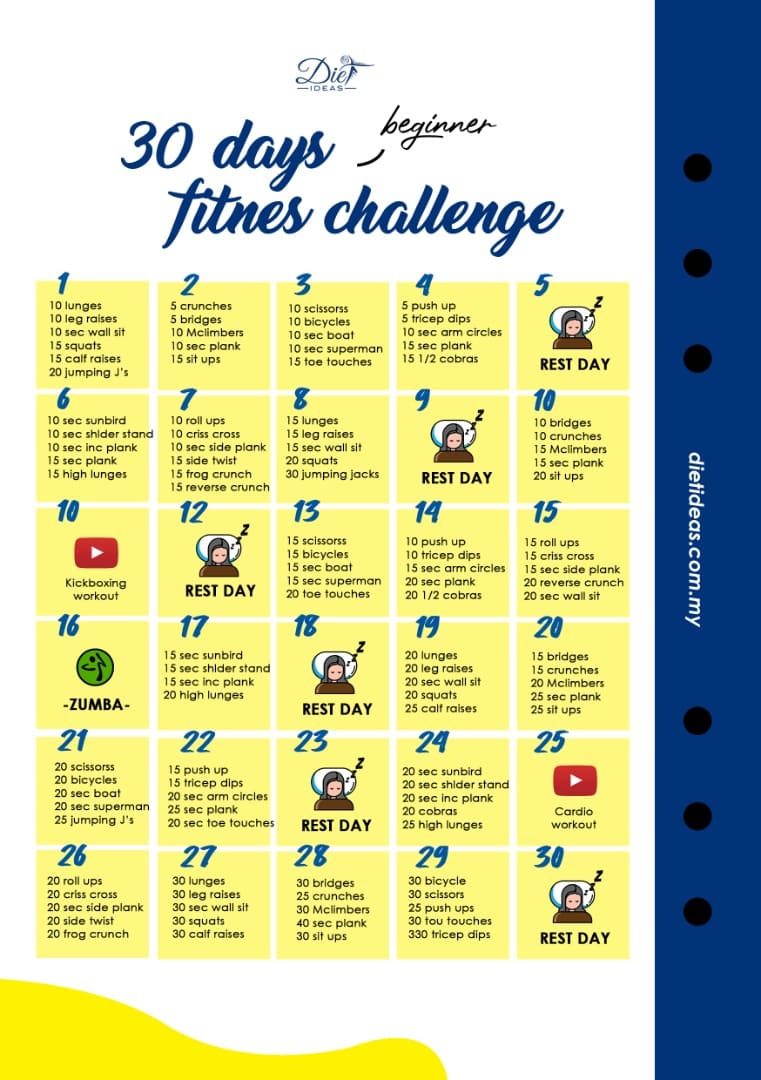 Diet
IDEAS
beginner
30 days
fitnes challenge
1
10 lunges
10 leg raises
10 sec wall sit
15 squats
15 calf raises
20 jumping J's
2
5 crunches
5 bridges
10 Mclimbers
10 sec plank
15 sit ups
3
10 scissorss
10 bicycles
10 sec boat
10 sec superman
15 toe touches
4
5 push up
5 tricep dips
10 sec arm circles
15 sec plank
15 1/2 cobras
5
z
z
z
REST DAY
6
10 sec sunbird
10 sec shlder stand
10 sec inc plank
15 sec plank
15 high lunges
7
10 roll ups
10 criss cross
10 sec side plank
15 side twist
15 frog crunch
15 reverse crunch
8
15 lunges
15 leg raises
15 sec wall sit
20 squats
30 jumping jacks
9
z
z
z
REST DAY
10
10 bridges
10 crunches
15 Mclimbers
15 sec plank
20 sit ups
10
Kickboxing
workout
12
z
z
z
REST DAY
13
15 scissorss
15 bicycles
15 sec boat
15 sec superman
20 toe touches
14
10 push up
10 tricep dips
15 sec arm circles
20 sec plank
20 1/2 cobras
15
15 roll ups
15 criss cross
15 sec side plank
20 reverse crunch
20 sec wall sit
16
-ZUMBA-
17
15 sec sunbird
15 sec shlder stand
15 sec inc plank
20 high lunges
18
z
z
z
REST DAY
19
20 lunges
20 leg raises
20 sec wall sit
20 squats
25 calf raises
20
15 bridges
15 crunches
20 Mclimbers
25 sec plank
25 sit ups
21
20 scissorss
20 bicycles
20 sec boat
20 sec superman
25 jumping J's
22
15 push up
15 tricep dips
20 sec arm circles
25 sec plank
20 sec toe touches
23
z
z
z
REST DAY
24
20 sec sunbird
20 sec shlder stand
20 sec inc plank
20 cobras
25 high lunges
25
Cardio
workout
26
20 roll ups
20 criss cross
20 sec side plank
20 side twist
20 frog crunch
27
30 lunges
30 leg raises
30 sec wall sit
30 squats
30 calf raises
28
30 bridges
25 crunches
30 Mclimbers
40 sec plank
30 sit ups
29
30 bicycle
30 scissors
25 push ups
30 tou touches
330 tricep dips
30
z
z
z
REST DAY
dietideas.com.my